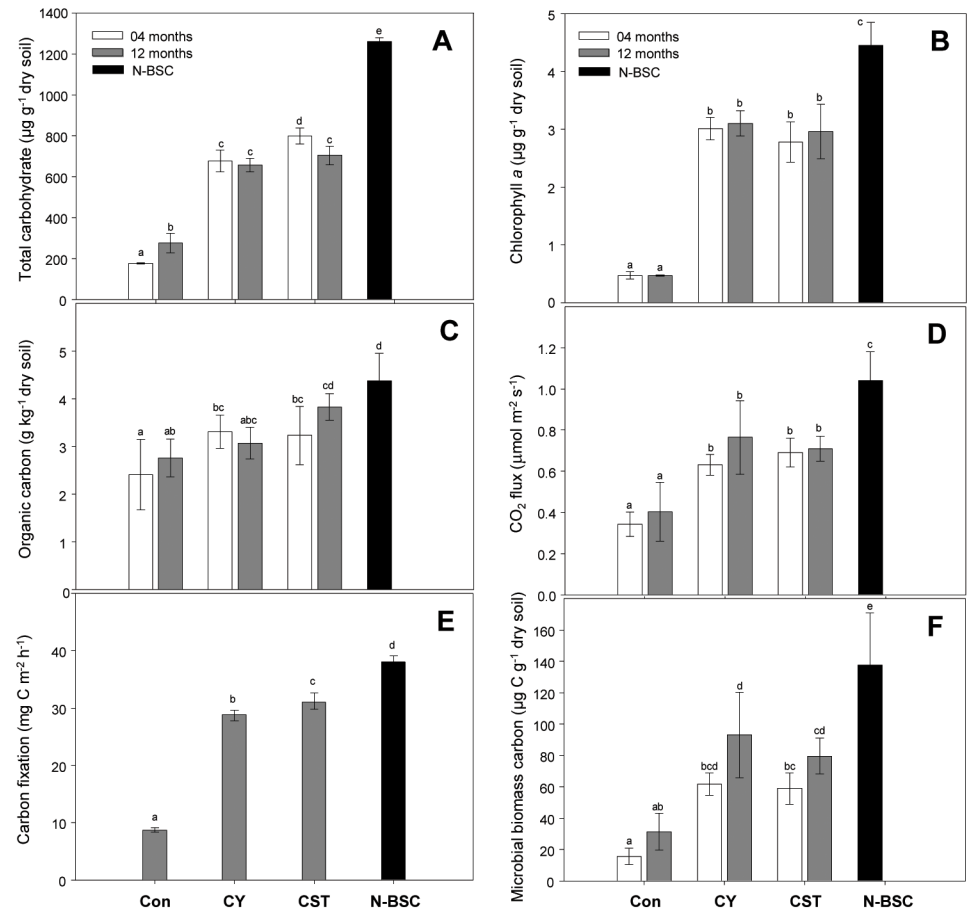 A
04 months
12 months
N-BSC
Total carbohydrate (µg g⁻¹ dry soil)
1400
1200
1000
800
600
400
200
0
a
b
c
c
d
c
e
B
04 months
12 months
N-BSC
Chlorophyll a (µg g⁻¹ dry soil)
5
4
3
2
1
0
a
a
b
b
b
b
c
C
Organic carbon (g kg⁻¹ dry soil)
5
4
3
2
1
0
a
ab
bc
abc
bc
cd
d
D
CO₂ flux (µmol m⁻² s⁻¹)
1.2
1.0
0.8
0.6
0.4
0.2
0.0
a
a
b
b
b
b
c
E
Carbon fixation (mg C m⁻² h⁻¹)
40
30
20
10
0
a
b
c
d
Con CY CST N-BSC
F
Microbial biomass carbon (µg C g⁻¹ dry soil)
160
140
120
100
80
60
40
20
0
a
ab
bcd
d
bc
cd
e
Con CY CST N-BSC